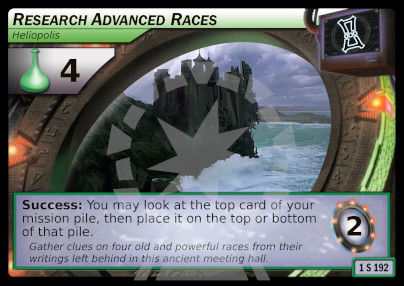 RESEARCH ADVANCED RACES
Heliopolis
4
Success: You may look at the top card of your
mission pile, then place it on the top or bottom
of that pile.
2
Gather clues on four old and powerful races from their
writings left behind in this ancient meeting hall.
1 S 192